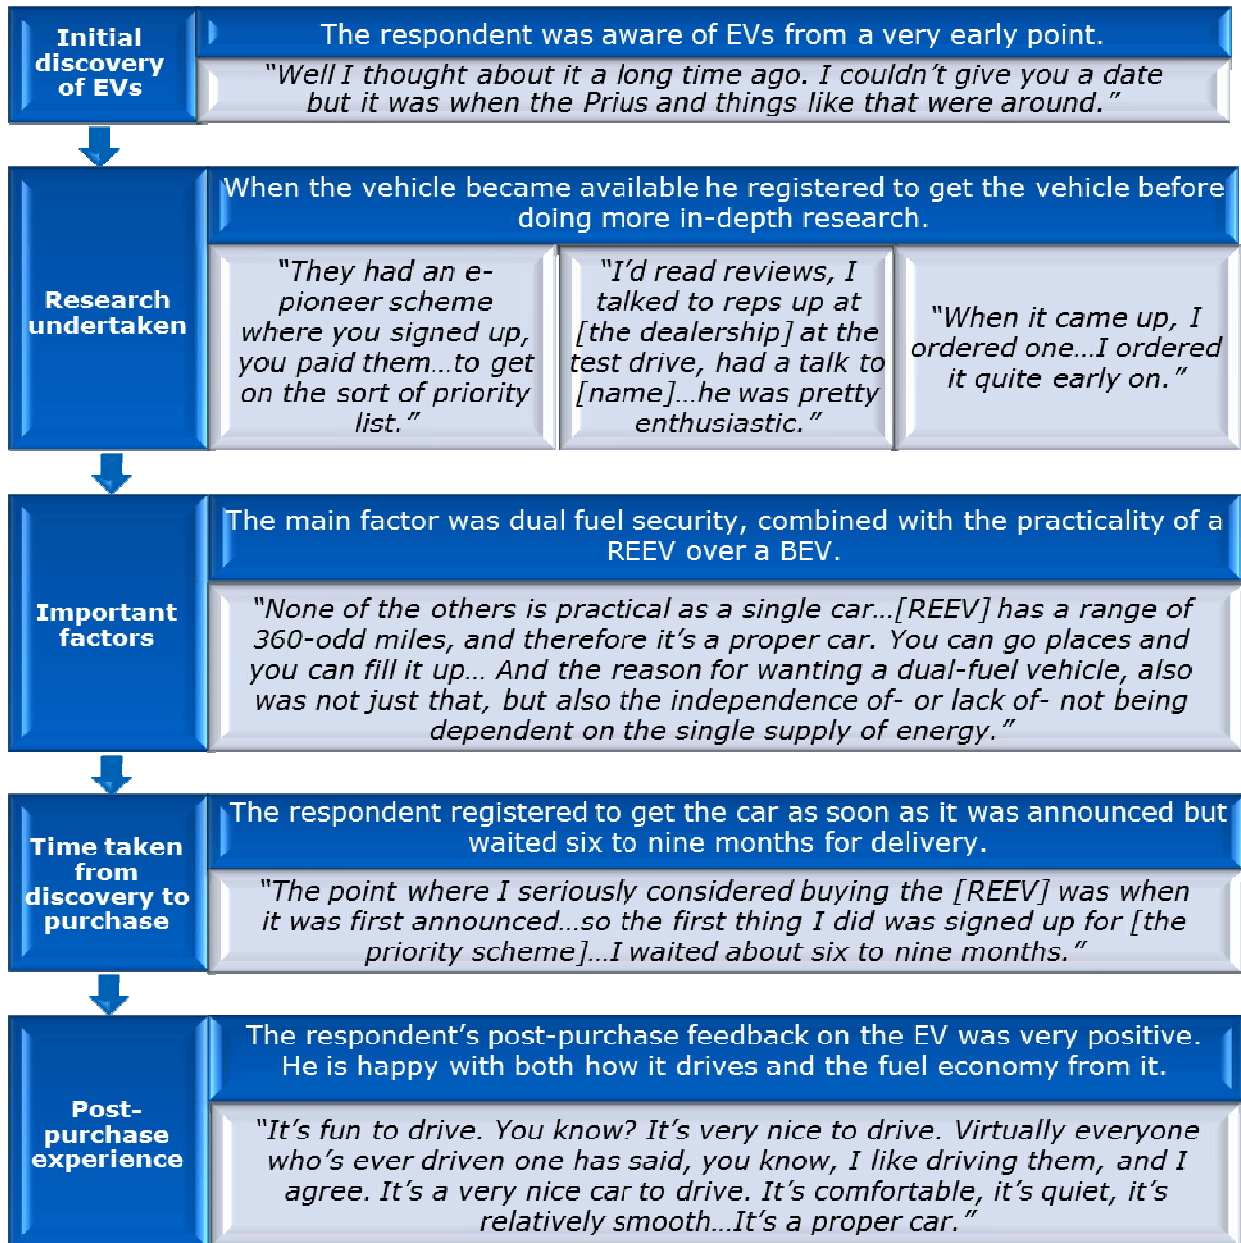 Initial
discovery
of EVs
The respondent was aware of EVs from a very early point.
“Well I thought about it a long time ago. I couldn’t give you a date
but it was when the Prius and things like that were around.”
Research
undertaken
When the vehicle became available he registered to get the vehicle before
doing more in-depth research.
“They had an e-
pioneer scheme
where you signed up,
you paid them…to get
on the sort of priority
list.”
“I’d read reviews, I
talked to reps up at
[the dealership] at the
test drive, had a talk to
[name]…he was pretty
enthusiastic.”
“When it came up, I
ordered one…I ordered
it quite early on.”
Important
factors
The main factor was dual fuel security, combined with the practicality of a
REEV over a BEV.
“None of the others is practical as a single car…[REEV] has a range of
360-odd miles, and therefore it’s a proper car. You can go places and
you can fill it up… And the reason for wanting a dual-fuel vehicle, also
was not just that, but also the independence of- or lack of- not being
dependent on the single supply of energy.”
Time taken
from
discovery to
purchase
The respondent registered to get the car as soon as it was announced but
waited six to nine months for delivery.
“The point where I seriously considered buying the [REEV] was when
it was first announced…so the first thing I did was signed up for [the
priority scheme]…I waited about six to nine months.”
Post-
purchase
experience
The respondent’s post-purchase feedback on the EV was very positive.
He is happy with both how it drives and the fuel economy from it.
“It’s fun to drive. You know? It’s very nice to drive. Virtually everyone
who’s ever driven one has said, you know, I like driving them, and I
agree. It’s a very nice car to drive. It’s comfortable, it’s quiet, it’s
relatively smooth…It’s a proper car.”